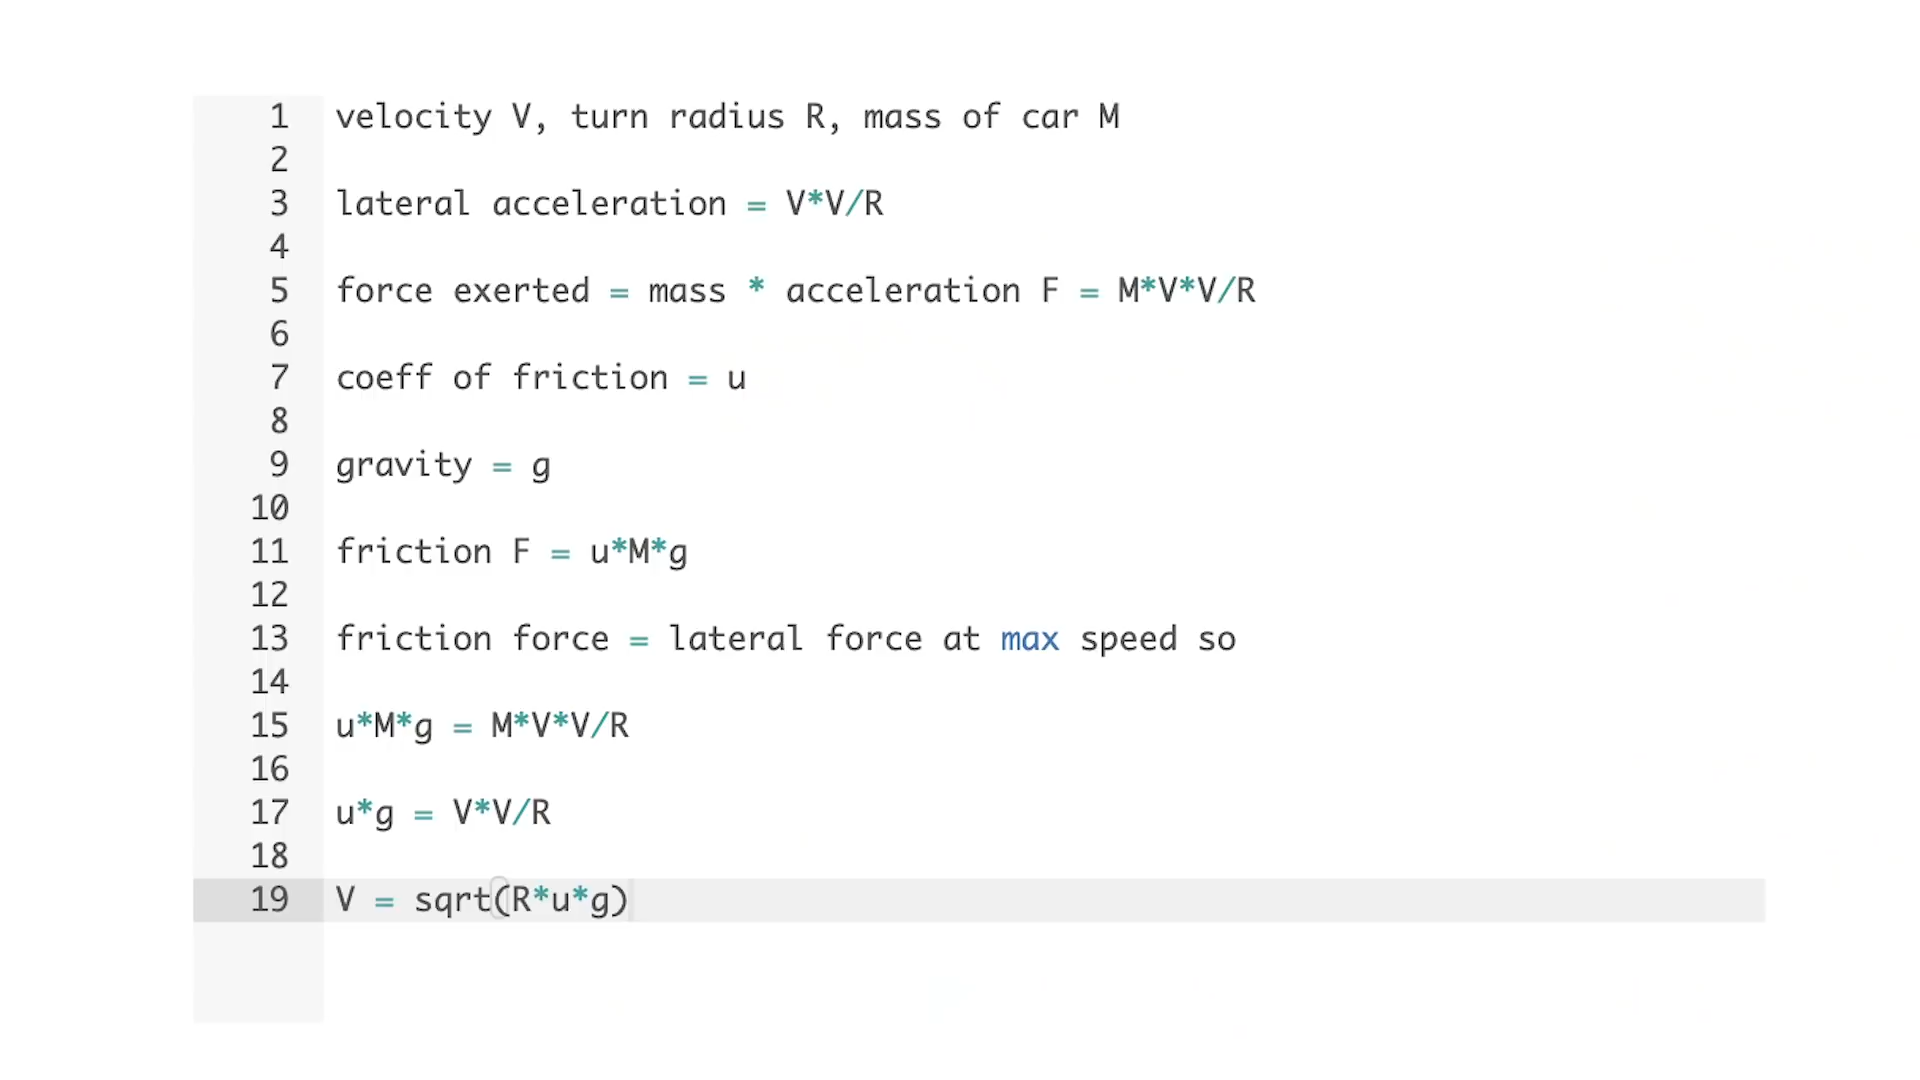 1 velocity V, turn radius R, mass of car M
2
3 lateral acceleration = V*V/R
4
5 force exerted = mass * acceleration F = M*V*V/R
6
7 coeff of friction = u
8
9 gravity = g
10
11 friction F = u*M*g
12
13 friction force = lateral force at max speed so
14
15 u*M*g = M*V*V/R
16
17 u*g = V*V/R
18
19 V = sqrt(R*u*g)